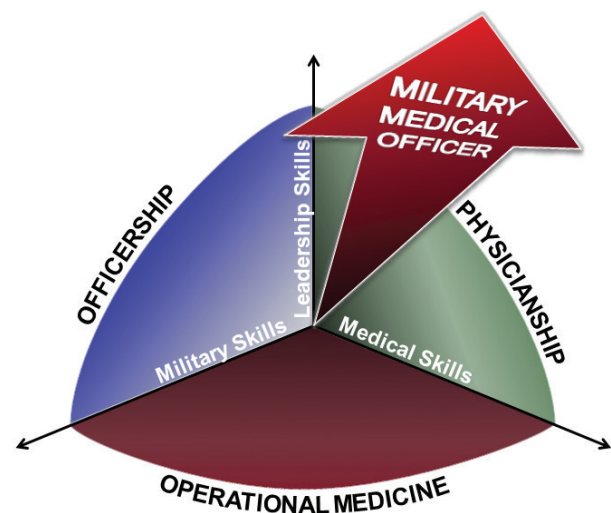 MILITARY
MEDICAL
OFFICER
OFFICERSHIP
Leadership Skills
PHYSICIANSHIP
Military Skills
Medical Skills
OPERATIONAL MEDICINE